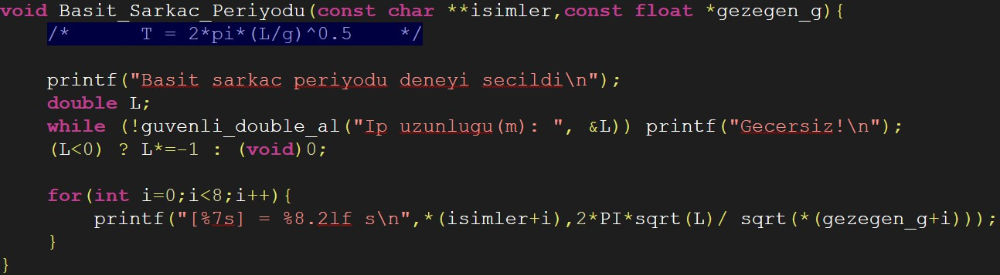 void Basit_Sarkac_Periyodu(const char **isimler,const float *gezegen_g){
    /*      T = 2*pi*(L/g)^0.5    */
    printf("Basit sarkac periyodu deneyi secildi\n");
    double L;
    while (!guvenli_double_al("Ip uzunlugu(m): ", &L)) printf("Gecersiz!\n");
    (L<0) ? L*=-1 : (void)0;
    for(int i=0;i<8;i++){
        printf("[%7s] = %8.2lf s\n",*(isimler+i),2*PI*sqrt(L)/ sqrt(*(gezegen_g+i)));
    }
}